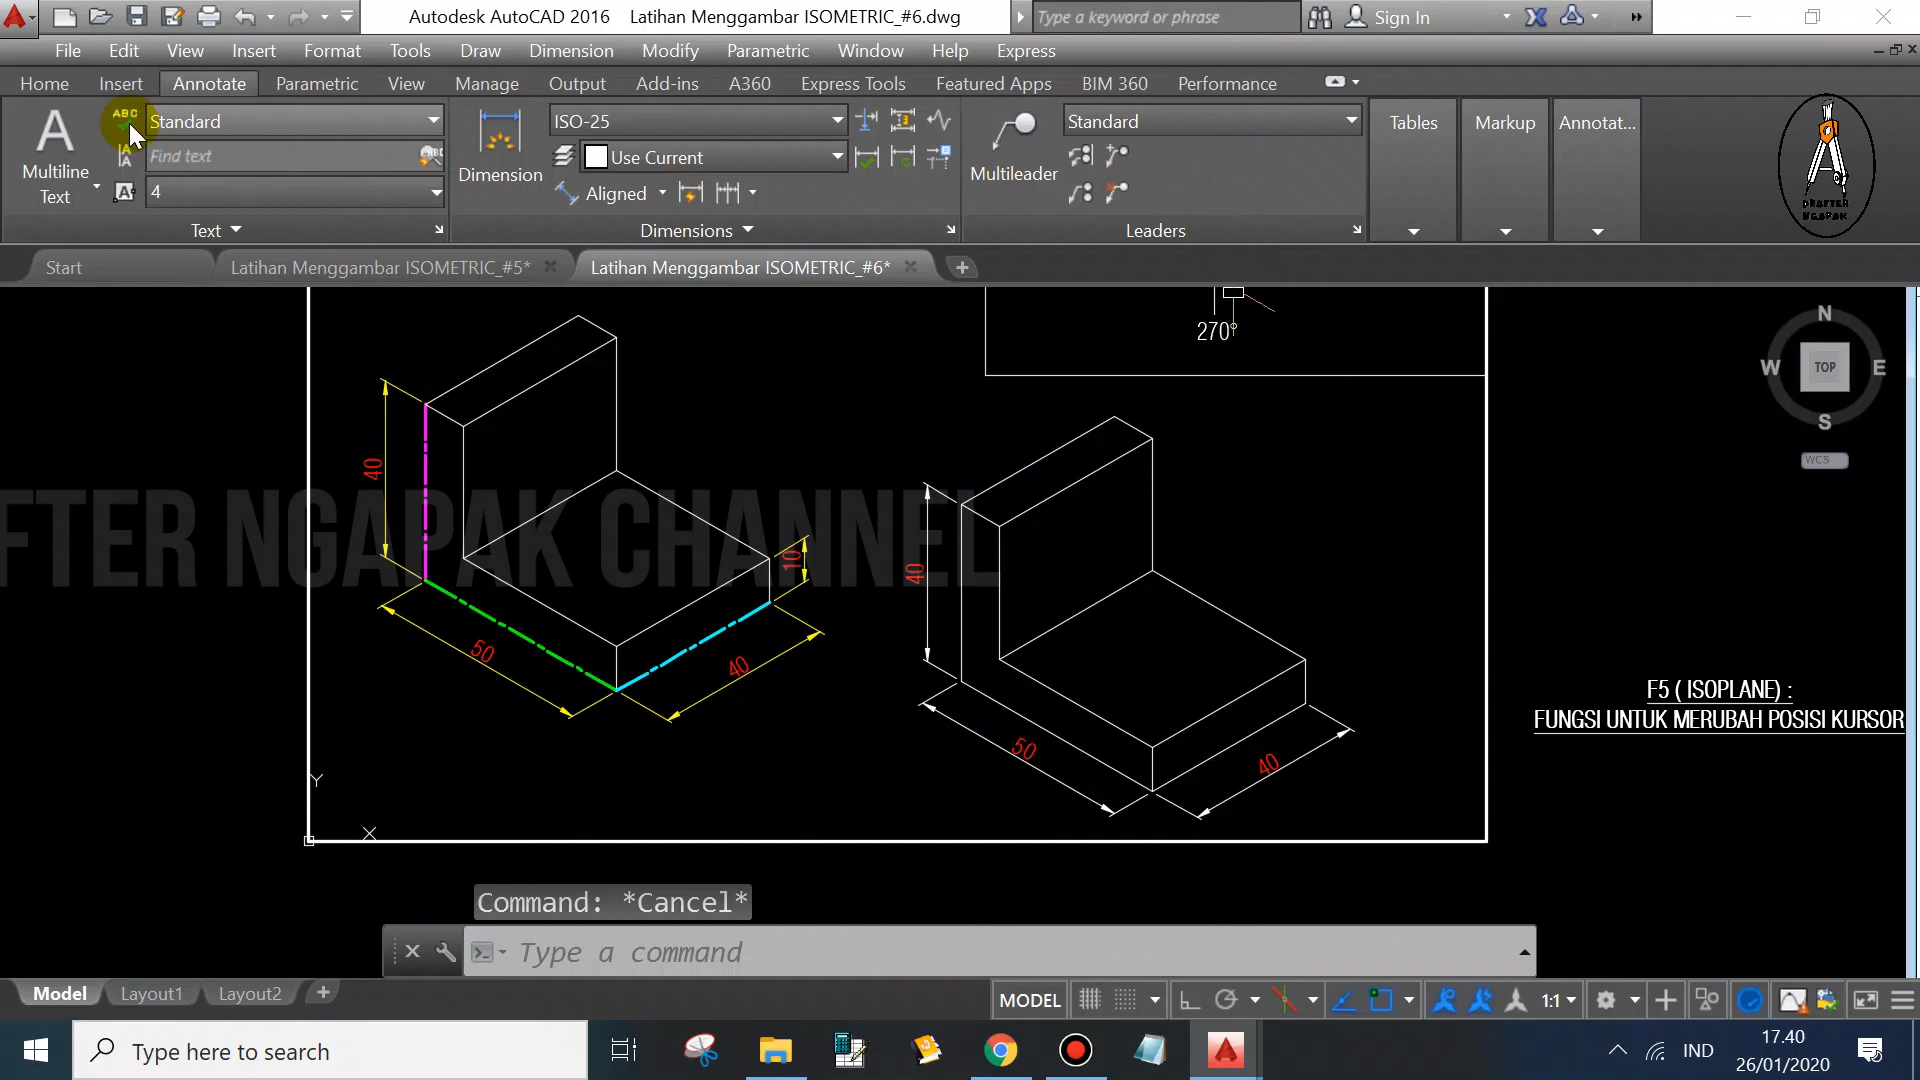 Autodesk AutoCAD 2016 Latihan Menggambar ISOMETRIC_#6.dwg
Type a keyword or phrase
Sign In
File Edit View Insert Format Tools Draw Dimension Modify Parametric Window Help Express
Home Insert Annotate Parametric View Manage Output Add-ins A360 Express Tools Featured Apps BIM 360 Performance
A
Multiline
Text
ABC
Standard
Find text
4
Text
Dimension
ISO-25
Use Current
Aligned
Dimensions
Multileader
Standard
Leaders
Tables
Markup
Annotat...
DRAFTER
NGAPAK
Start
Latihan Menggambar ISOMETRIC_#5*
Latihan Menggambar ISOMETRIC_#6*
270°
N
W TOP E
S
WCS
40
50
40
10
40
50
40
FTER NGAPAK CHANNEL
F5 ( ISOPLANE) :
FUNGSI UNTUK MERUBAH POSISI KURSOR
Y
X
Command: *Cancel*
Type a command
Model Layout1 Layout2
MODEL
1:1
Type here to search
IND
17.40
26/01/2020